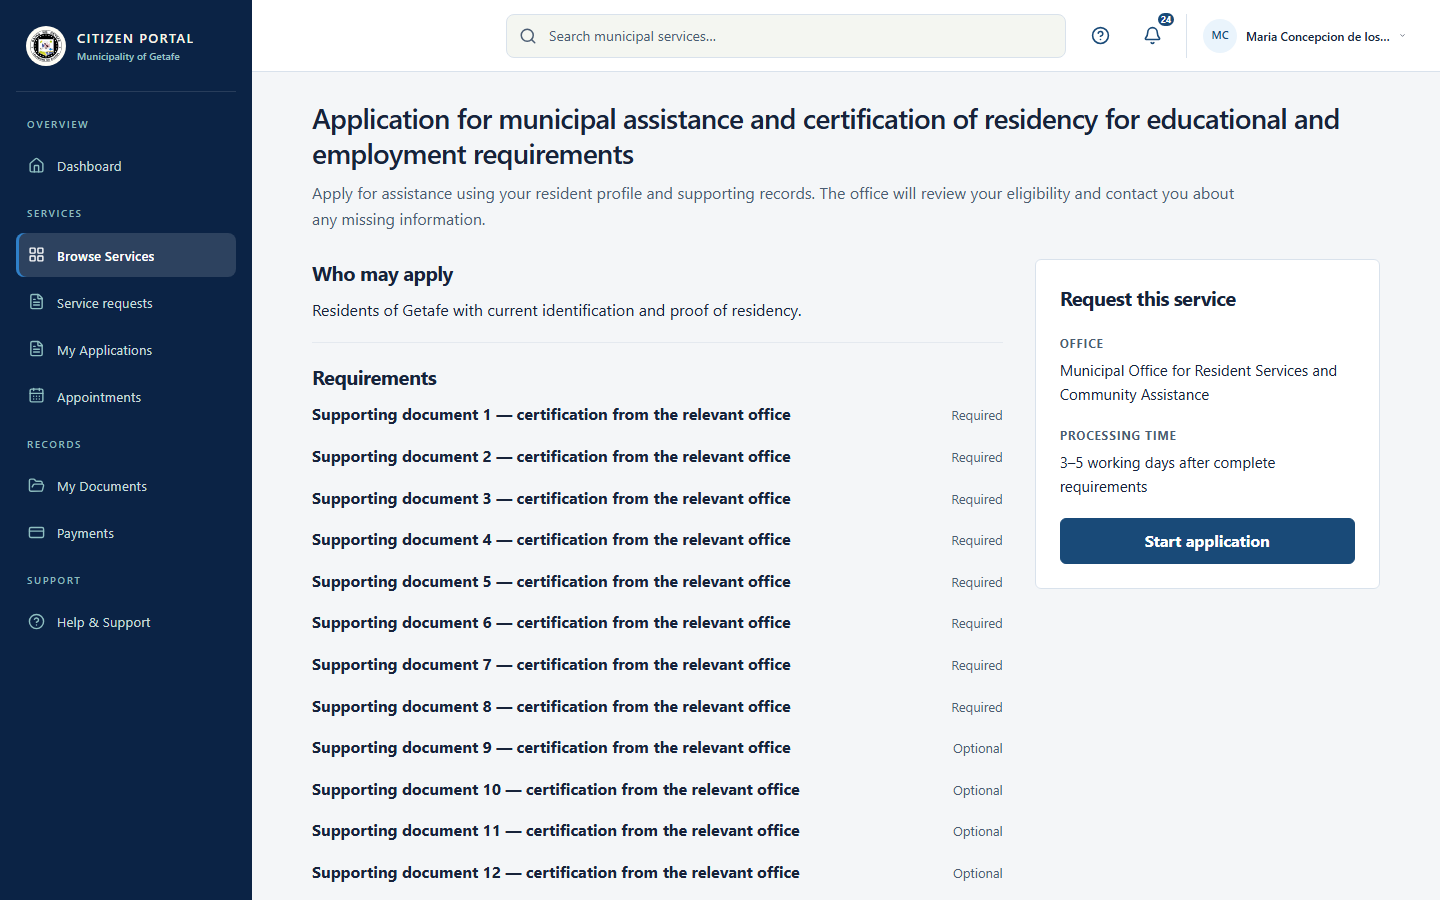 CITIZEN PORTAL
Municipality of Getafe
OVERVIEW
Dashboard
SERVICES
Browse Services
Service requests
My Applications
Appointments
RECORDS
My Documents
Payments
SUPPORT
Help & Support
Search municipal services...
24
MC
Maria Concepcion de los...
Application for municipal assistance and certification of residency for educational and
employment requirements
Apply for assistance using your resident profile and supporting records. The office will review your eligibility and contact you about
any missing information.
Who may apply
Residents of Getafe with current identification and proof of residency.
Requirements
Supporting document 1 — certification from the relevant office Required
Supporting document 2 — certification from the relevant office Required
Supporting document 3 — certification from the relevant office Required
Supporting document 4 — certification from the relevant office Required
Supporting document 5 — certification from the relevant office Required
Supporting document 6 — certification from the relevant office Required
Supporting document 7 — certification from the relevant office Required
Supporting document 8 — certification from the relevant office Required
Supporting document 9 — certification from the relevant office Optional
Supporting document 10 — certification from the relevant office Optional
Supporting document 11 — certification from the relevant office Optional
Supporting document 12 — certification from the relevant office Optional
Request this service
OFFICE
Municipal Office for Resident Services and
Community Assistance
PROCESSING TIME
3–5 working days after complete
requirements
Start application